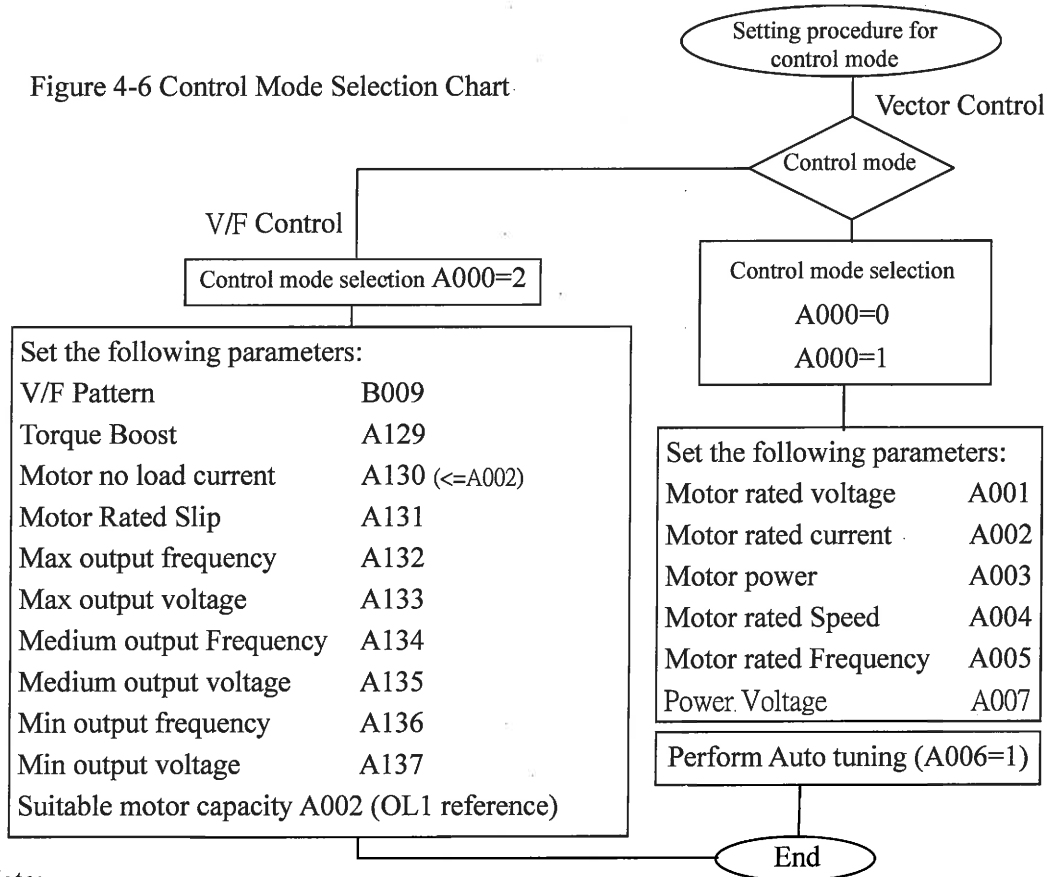 Figure 4-6 Control Mode Selection Chart
Setting procedure for
control mode
Vector Control
Control mode
V/F Control
Control mode selection A000=2
Control mode selection
A000=0
A000=1
Set the following parameters:
V/F Pattern B009
Torque Boost A129
Motor no load current A130 (<=A002)
Motor Rated Slip A131
Max output frequency A132
Max output voltage A133
Medium output Frequency A134
Medium output voltage A135
Min output frequency A136
Min output voltage A137
Suitable motor capacity A002 (OL1 reference)
Set the following parameters:
Motor rated voltage A001
Motor rated current A002
Motor power A003
Motor rated Speed A004
Motor rated Frequency A005
Power Voltage A007
Perform Auto tuning (A006=1)
End